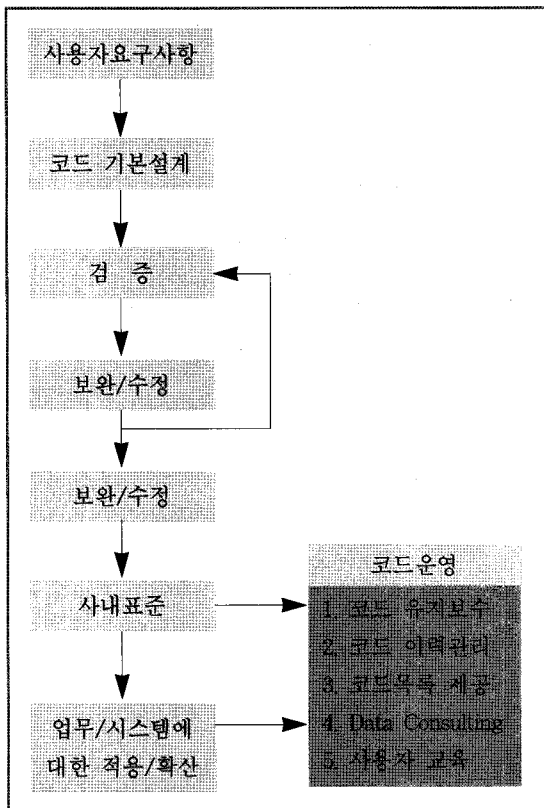 사용자요구사항
코드 기본설계
검 증
보완/수정
보완/수정
사내표준
업무/시스템에
대한 적용/확산
코드운영
1. 코드 유지보수
2. 코드 이력관리
3. 코드목록 제공
4. Data Consulting
5. 사용자 교육